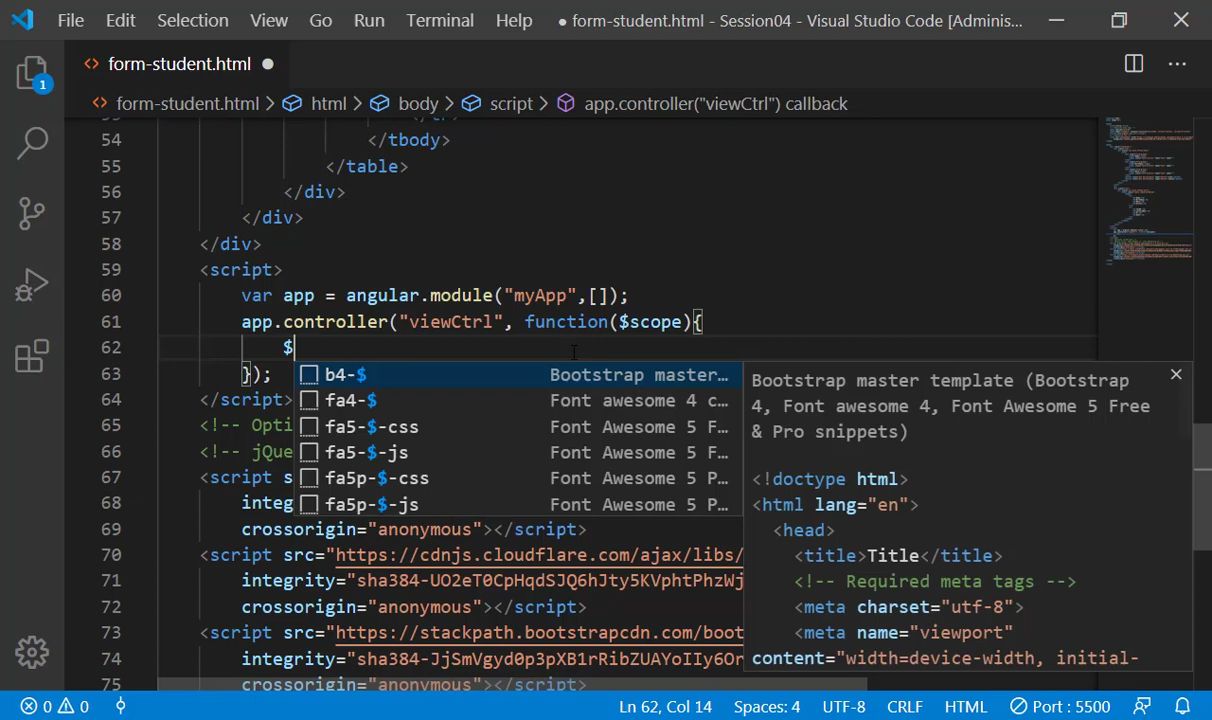 File Edit Selection View Go Run Terminal Help ● form-student.html - Session04 - Visual Studio Code [Adminis...
form-student.html ●
form-student.html > html > body > script > app.controller("viewCtrl") callback
1
54 </tbody>
55 </table>
56 </div>
57 </div>
58 </div>
59 <script>
60 var app = angular.module("myApp",[]);
61 app.controller("viewCtrl", function($scope){
62 $
63 });
64 </script>
65 <!-- Opti
66 <!-- jQue
67 <script s
68 integ
69 crossorigin="anonymous"></script>
70 <script src="https://cdnjs.cloudflare.com/ajax/libs/
71 integrity="sha384-UO2eT0CpHqdSJQ6hJty5KVphtPhzWj
72 crossorigin="anonymous"></script>
73 <script src="https://stackpath.bootstrapcdn.com/boot
74 integrity="sha384-JjSmVgyd0p3pXB1rRibZUAYoIIy6Or
75 crossorigin="anonymous"></script>
b4-$ Bootstrap master…
fa4-$ Font awesome 4 c…
fa5-$-css Font Awesome 5 F…
fa5-$-js Font Awesome 5 F…
fa5p-$-css Font Awesome 5 P…
fa5p-$-js Font Awesome 5 P…
Bootstrap master template (Bootstrap
4, Font awesome 4, Font Awesome 5 Free
& Pro snippets)
<!doctype html>
<html lang="en">
<head>
<title>Title</title>
<!-- Required meta tags -->
<meta charset="utf-8">
<meta name="viewport"
content="width=device-width, initial-
0 0 Ln 62, Col 14 Spaces: 4 UTF-8 CRLF HTML Port : 5500